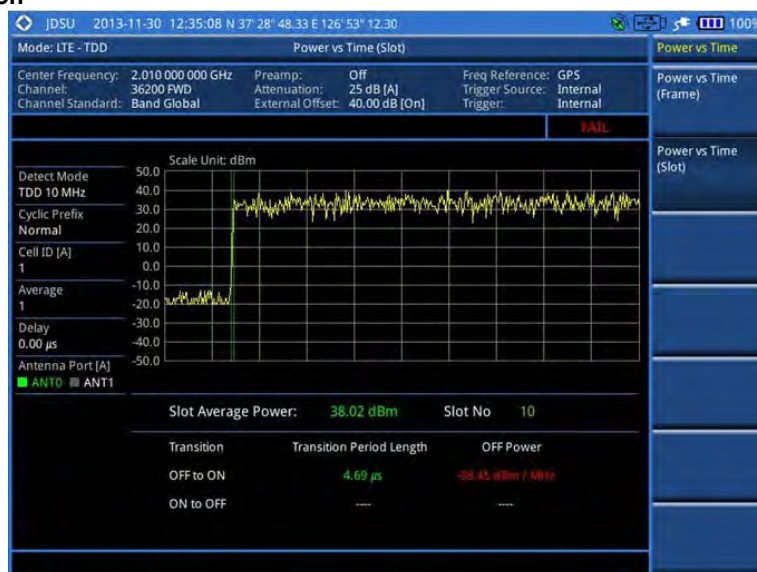 on
JDSU 2013-11-30 12:35:08 N 37° 28" 48.33 E 126° 53" 12.30 100%
Mode: LTE - TDD Power vs Time (Slot) Power vs Time
Center Frequency: 2.010 000 000 GHz Preamp: Off Freq Reference: GPS
Channel: 36200 FWD Attenuation: 25 dB [A] Trigger Source: Internal
Channel Standard: Band Global External Offset: 40.00 dB [On] Trigger: Internal
Power vs Time
(Frame)
FAIL
Power vs Time
(Slot)
Scale Unit: dBm
Detect Mode
TDD 10 MHz
Cyclic Prefix
Normal
Cell ID [A]
1
Average
1
Delay
0.00 μs
Antenna Port [A]
ANT0 ANT1
50.0
40.0
30.0
20.0
10.0
0.0
-10.0
-20.0
-30.0
-40.0
-50.0
Slot Average Power: 38.02 dBm Slot No 10
Transition Transition Period Length OFF Power
OFF to ON 4.69 μs dBm / MHz
ON to OFF ---- ----